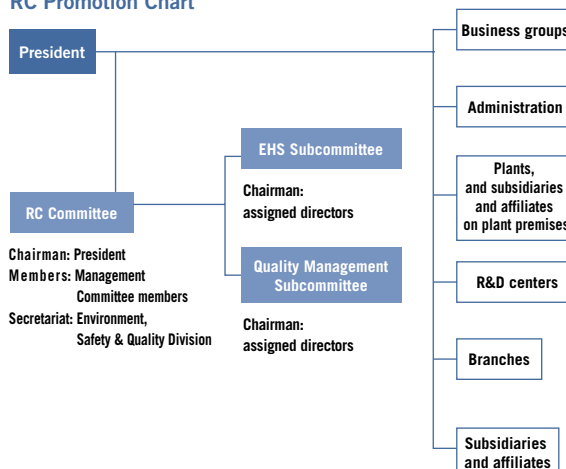 RC Promotion Chart
President
RC Committee
Chairman: President
Members: Management
Committee members
Secretariat: Environment,
Safety & Quality Division
EHS Subcommittee
Chairman:
assigned directors
Quality Management
Subcommittee
Chairman:
assigned directors
Business groups
Administration
Plants,
and subsidiaries
and affiliates
on plant premises
R&D centers
Branches
Subsidiaries
and affiliates